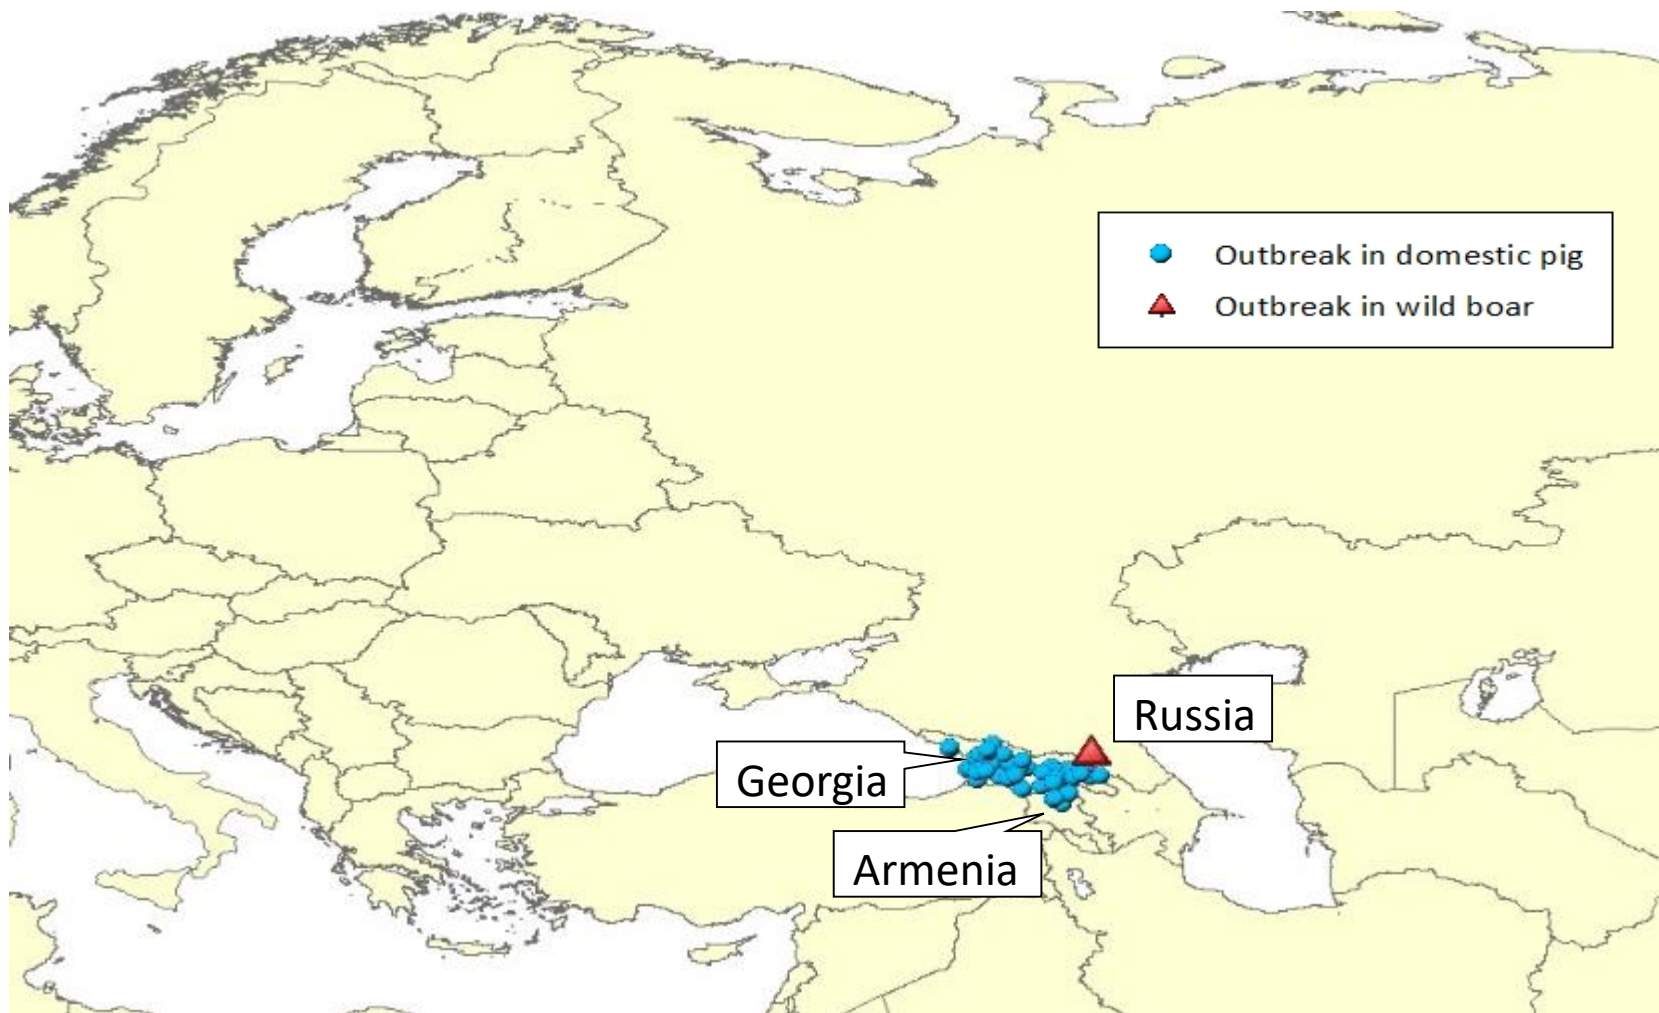 Outbreak in domestic pig
Outbreak in wild boar
Russia
Georgia
Armenia